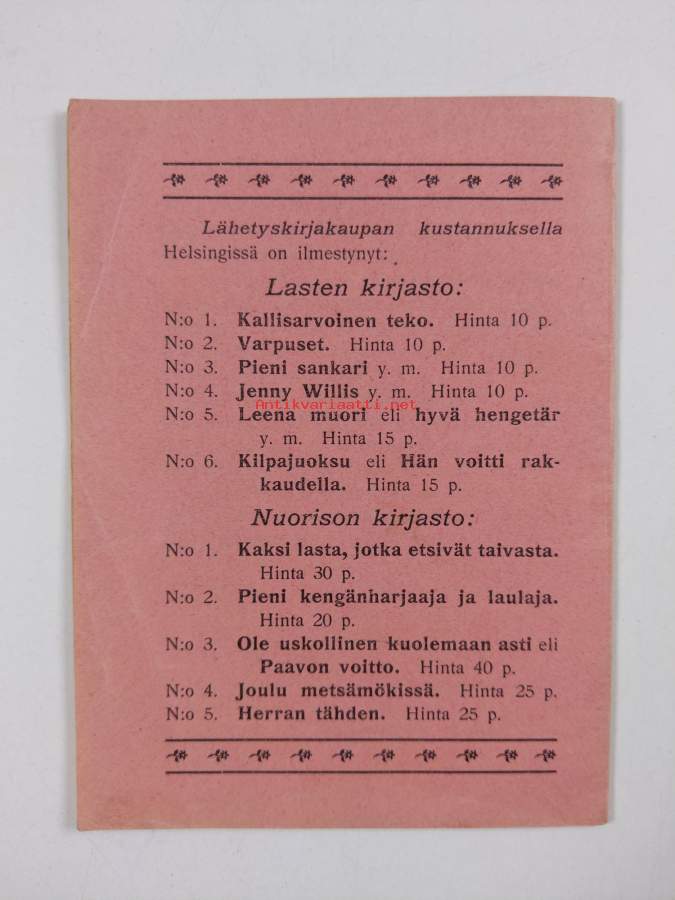 Lähetyskirjakaupan kustannuksella
Helsingissä on ilmestynyt:
Lasten kirjasto:
N:o 1. Kallisarvoinen teko. Hinta 10 p.
N:o 2. Varpuset. Hinta 10 p.
N:o 3. Pieni sankari y. m. Hinta 10 p.
N:o 4. Jenny Willis y. m. Hinta 10 p.
Antikvariaatti.net
N:o 5. Leena muori eli hyvä hengetär
y. m. Hinta 15 p.
N:o 6. Kilpajuoksu eli Hän voitti rak-
kaudella. Hinta 15 p.
Nuorison kirjasto:
N:o 1. Kaksi lasta, jotka etsivät taivasta.
Hinta 30 p.
N:o 2. Pieni kengänharjaaja ja laulaja.
Hinta 20 p.
N:o 3. Ole uskollinen kuolemaan asti eli
Paavon voitto. Hinta 40 p.
N:o 4. Joulu metsämökissä. Hinta 25 p.
N:o 5. Herran tähden. Hinta 25 p.